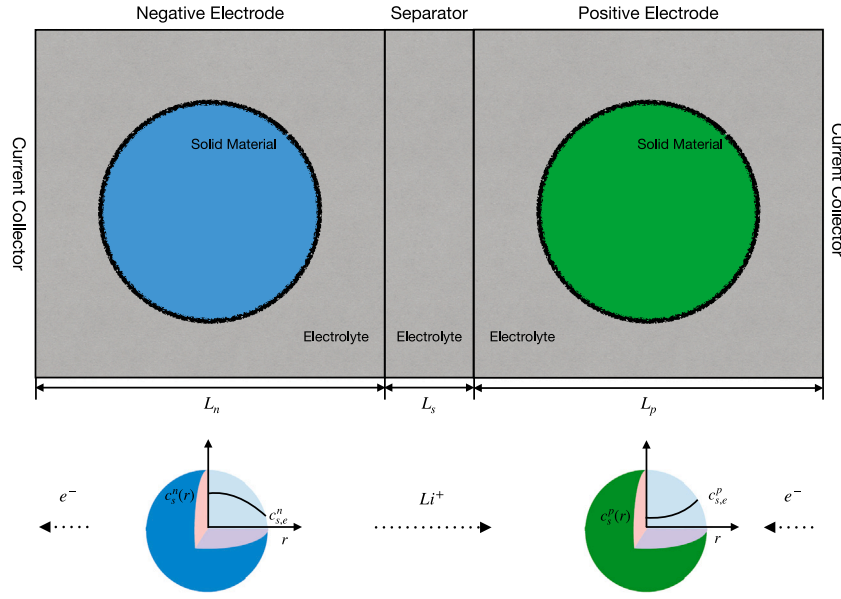 Negative Electrode
Separator
Positive Electrode
Current Collector
Solid Material
Solid Material
Current Collector
Electrolyte
Electrolyte
Electrolyte
Lₙ
Lₛ
Lₚ
e⁻
cₛⁿ(r)
cₛ,ₑⁿ
r
Li⁺
cₛᵖ(r)
cₛ,ₑᵖ
r
e⁻